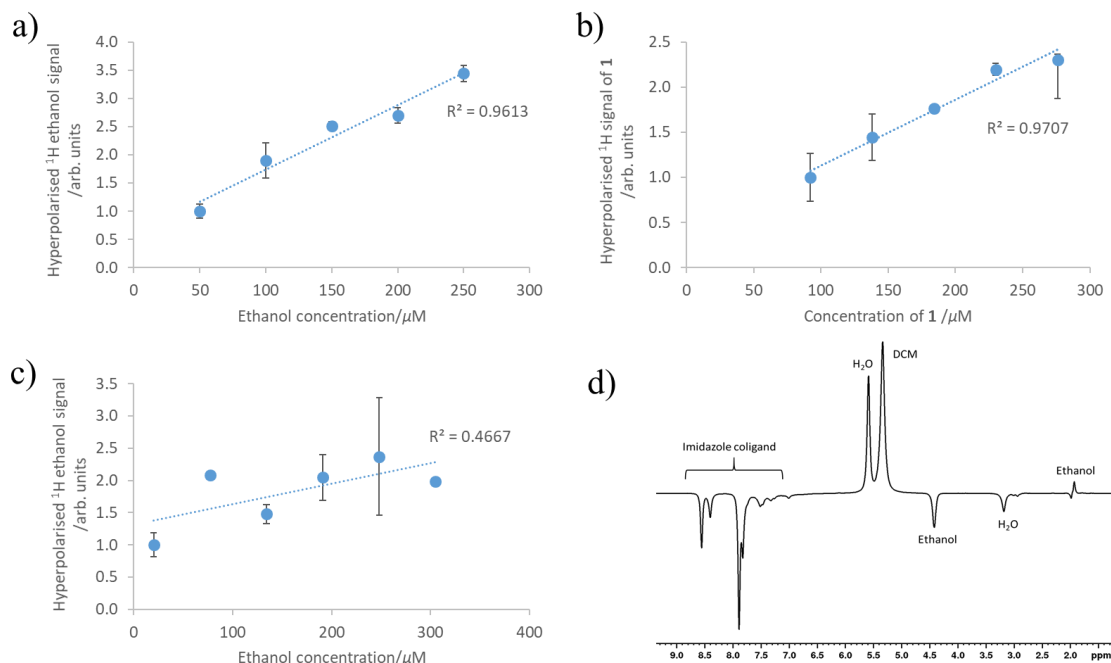 a)
Hyperpolarised ¹H ethanol signal
/arb. units
4.0
3.5
3.0
2.5
2.0
1.5
1.0
0.5
0.0
R² = 0.9613
0
50
100
150
200
250
300
Ethanol concentration/µM
b)
Hyperpolarised ¹H signal of 1
/arb. units
2.5
2.0
1.5
1.0
0.5
0.0
R² = 0.9707
0
50
100
150
200
250
300
Concentration of 1 /µM
c)
Hyperpolarised ¹H ethanol signal
/arb. units
3.5
3.0
2.5
2.0
1.5
1.0
0.5
0.0
R² = 0.4667
0
100
200
300
400
Ethanol concentration/µM
d)
H₂O
DCM
Imidazole coligand
Ethanol
Ethanol
H₂O
9.0
8.5
8.0
7.5
7.0
6.5
6.0
5.5
5.0
4.5
4.0
3.5
3.0
2.5
2.0
ppm